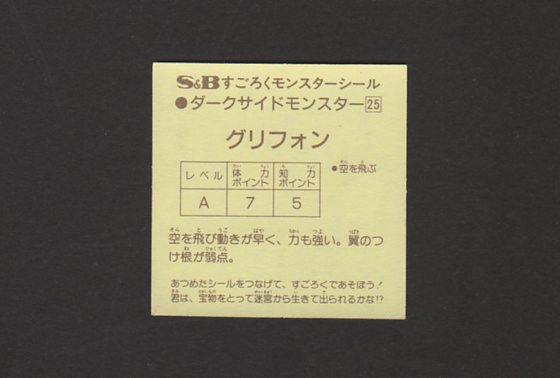 S&Bすごろくモンスターシール
●ダークサイドモンスター25
グリフォン
レベル 体力ポイント 知力ポイント
A 7 5
●空を飛ぶ
空を飛び動きが早く、力も強い。翼のつ
け根が弱点。
あつめたシールをつなげて、すごろくであそぼう!
君は、宝物をとって迷宮から生きて出られるかな!?